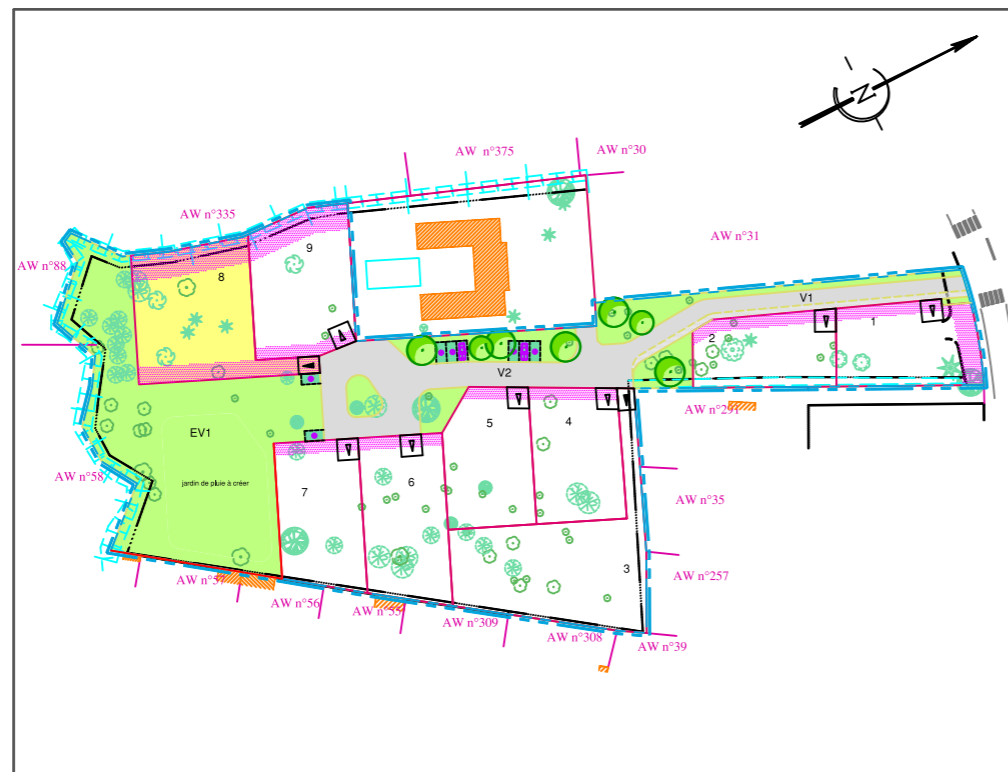 N
AW n°375
AW n°30
AW n°335
AW n°31
AW n°88
9
8
V1
1
2
V2
AW n°291
5
4
EV1
jardin de pluie à créer
AW n°58
7
6
AW n°35
3
AW n°257
AW n°57
AW n°56
AW n°55
AW n°309
AW n°308
AW n°39